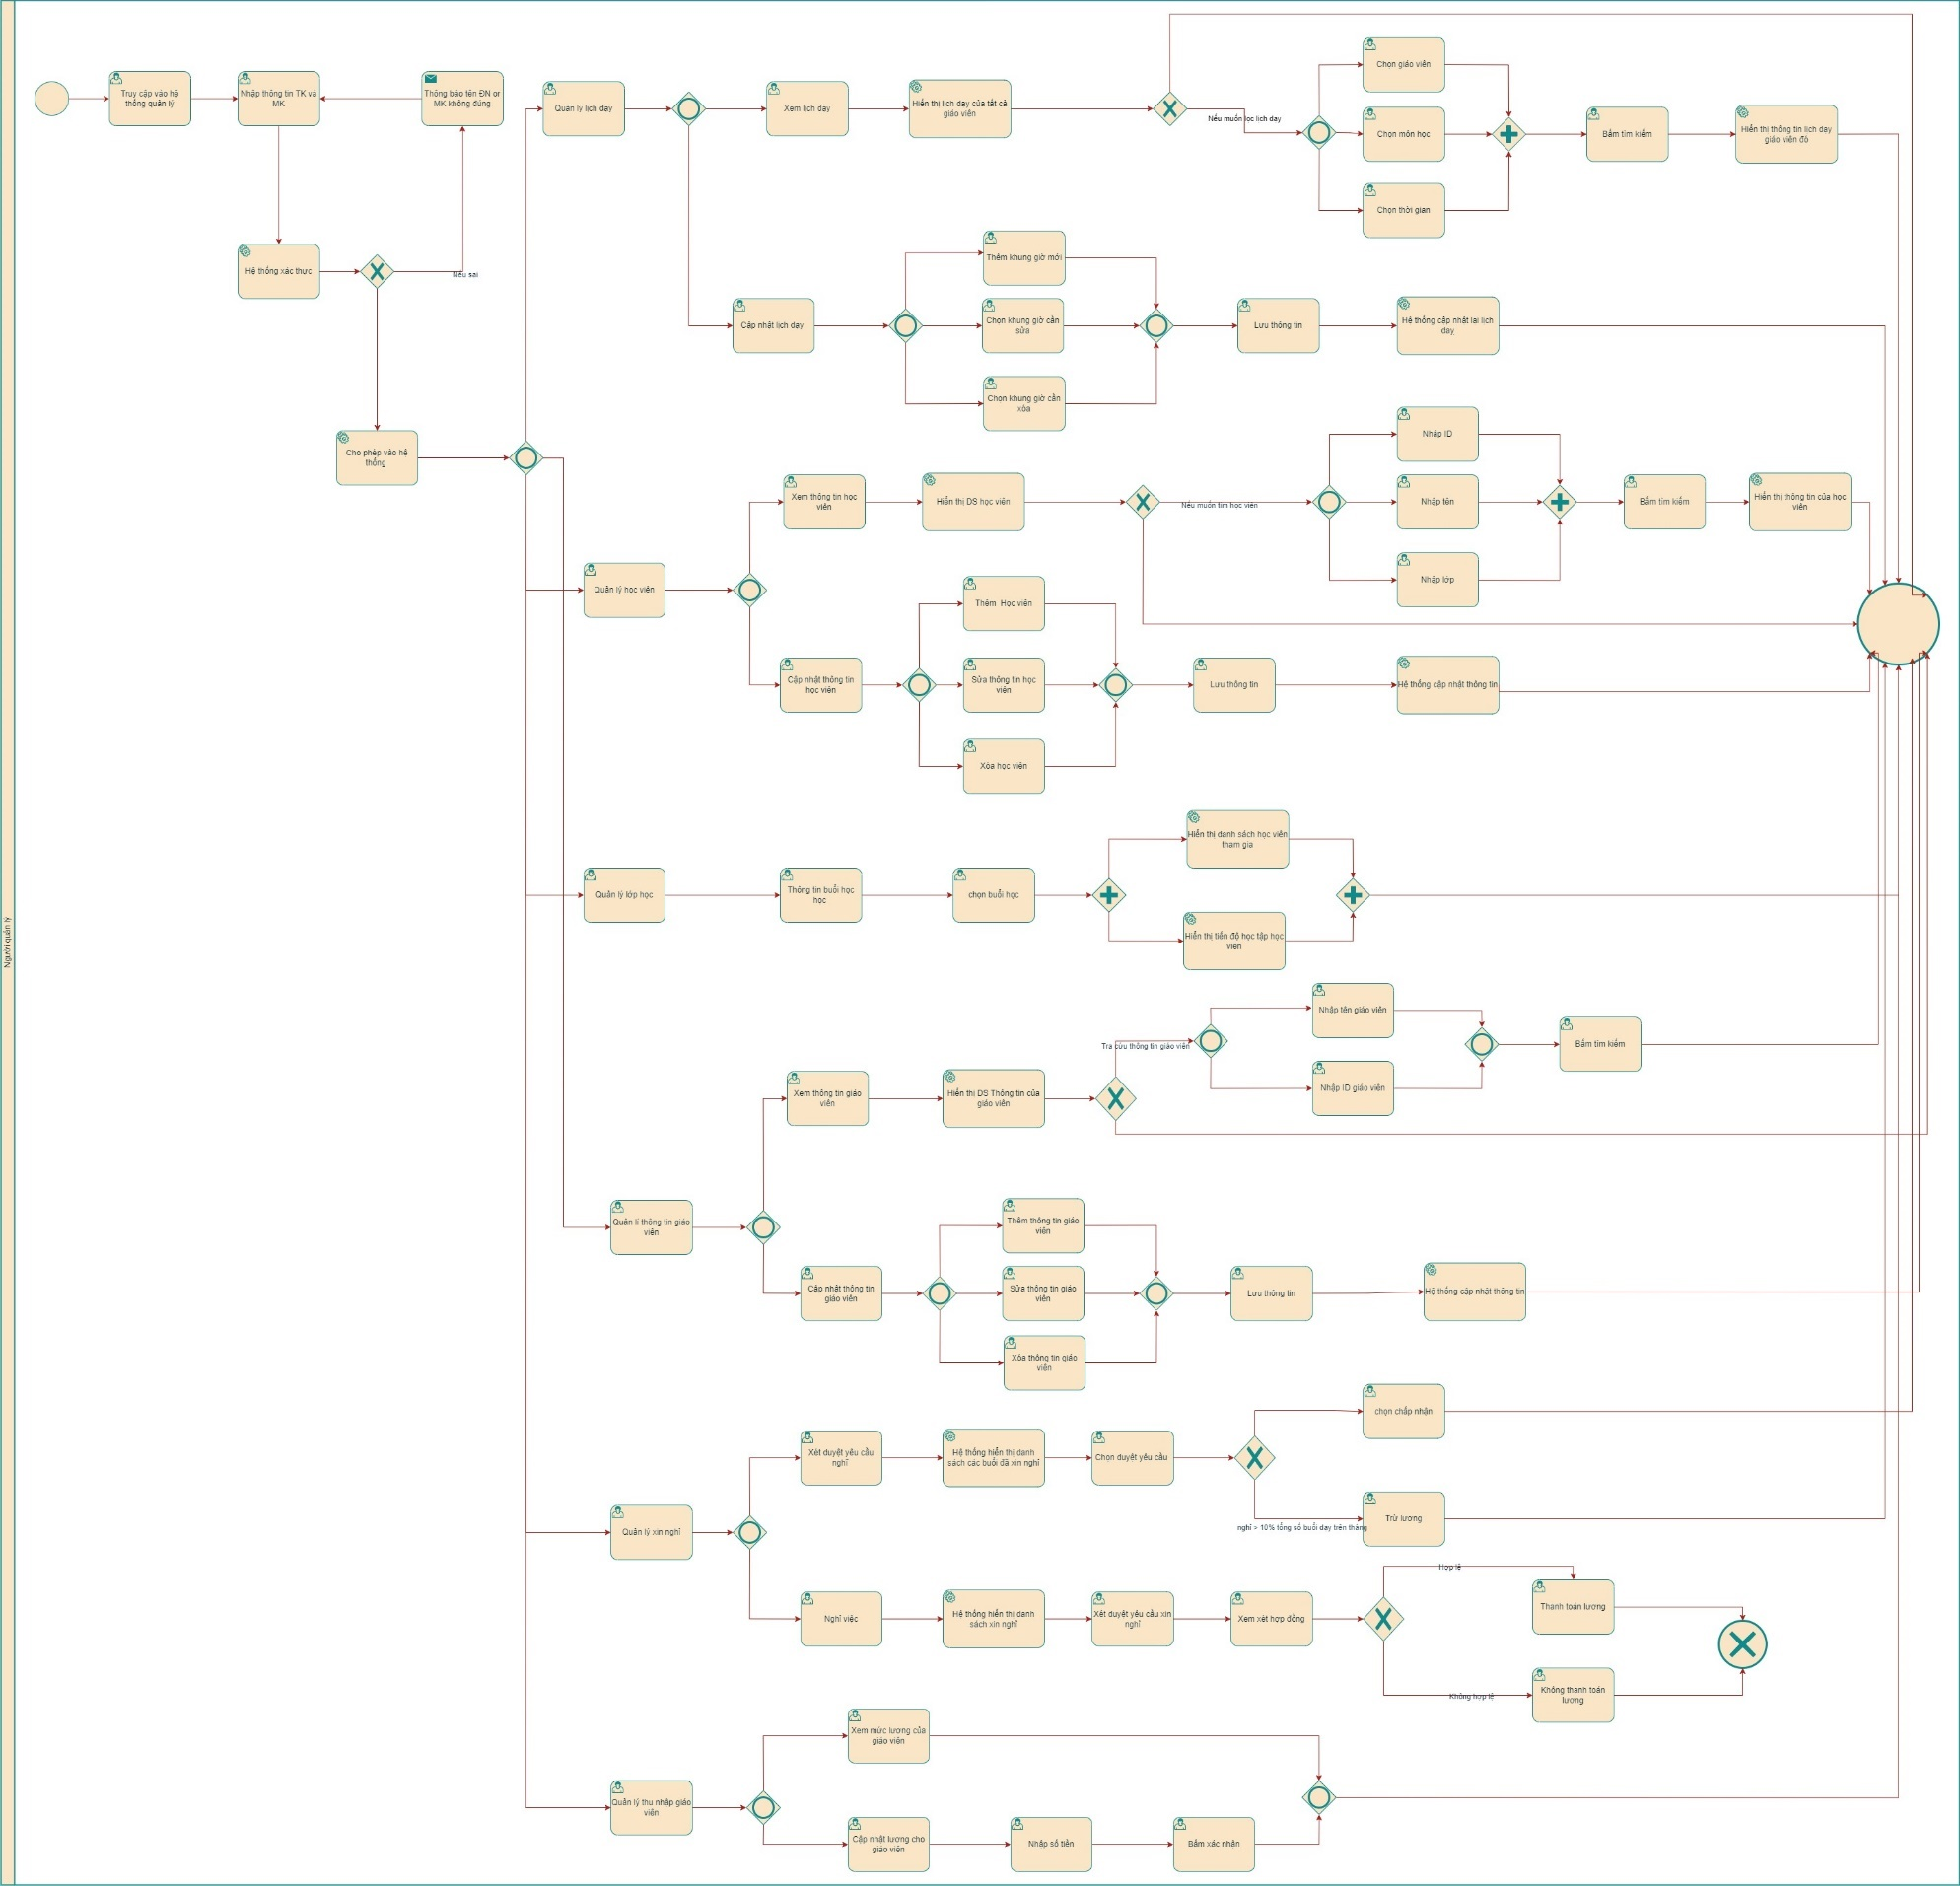 Người quản lý
Truy cập vào hệ
thống quản lý
Nhập thông tin TK và
MK
Thông báo tên ĐN or
MK không đúng
Hệ thống xác thực
Nếu sai
Cho phép vào hệ
thống
Quản lý lịch dạy
Xem lịch dạy
Hiển thị lịch dạy của tất cả
giáo viên
Nếu muốn lọc lịch dạy
Chọn giáo viên
Chọn môn học
Chọn thời gian
Bấm tìm kiếm
Hiển thị thông tin lịch dạy
giáo viên đó
Cập nhật lịch dạy
Thêm khung giờ mới
Chọn khung giờ cần
sửa
Chọn khung giờ cần
xóa
Lưu thông tin
Hệ thống cập nhật lại lịch
dạy
Quản lý học viên
Xem thông tin học
viên
Hiển thị DS học viên
Nếu muốn tìm học viên
Nhập ID
Nhập tên
Nhập lớp
Bấm tìm kiếm
Hiển thị thông tin của học
viên
Cập nhật thông tin
học viên
Thêm  Học viên
Sửa thông tin học
viên
Xóa học viên
Lưu thông tin
Hệ thống cập nhật thông tin
Quản lý lớp học
Thông tin buổi học
học
chọn buổi học
Hiển thị danh sách học viên
tham gia
Hiển thị tiến độ học tập học
viên
Quản lí thông tin giáo
viên
Xem thông tin giáo
viên
Hiển thị DS Thông tin của
giáo viên
Tra cứu thông tin giáo viên
Nhập tên giáo viên
Nhập ID giáo viên
Bấm tìm kiếm
Cập nhật thông tin
giáo viên
Thêm thông tin giáo
viên
Sửa thông tin giáo
viên
Xóa thông tin giáo
viên
Lưu thông tin
Hệ thống cập nhật thông tin
Quản lý xin nghỉ
Xét duyệt yêu cầu
nghỉ
Hệ thống hiển thị danh
sách các buổi đã xin nghỉ
Chọn duyệt yêu cầu
chọn chấp nhận
nghỉ > 10% tổng số buổi dạy trên tháng
Trừ lương
Nghỉ việc
Hệ thống hiển thị danh
sách xin nghỉ
Xét duyệt yêu cầu xin
nghỉ
Xem xét hợp đồng
Hợp lệ
Thanh toán lương
Không hợp lệ
Không thanh toán
lương
Quản lý thu nhập giáo
viên
Xem mức lương của
giáo viên
Cập nhật lương cho
giáo viên
Nhập số tiền
Bấm xác nhận